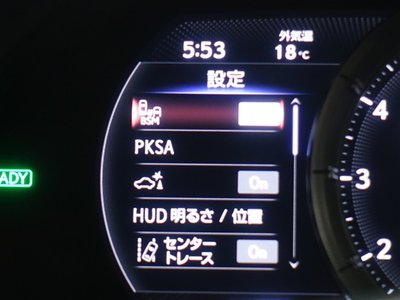 外気温
5:53 18℃
設定
BSM
PKSA
On
HUD 明るさ / 位置
センター
トレース On
READY
4
3
2